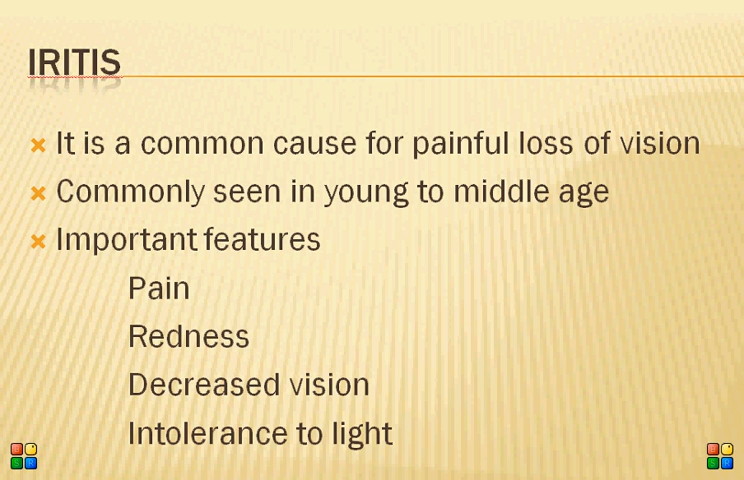 IRITIS
It is a common cause for painful loss of vision
Commonly seen in young to middle age
Important features
Pain
Redness
Decreased vision
Intolerance to light